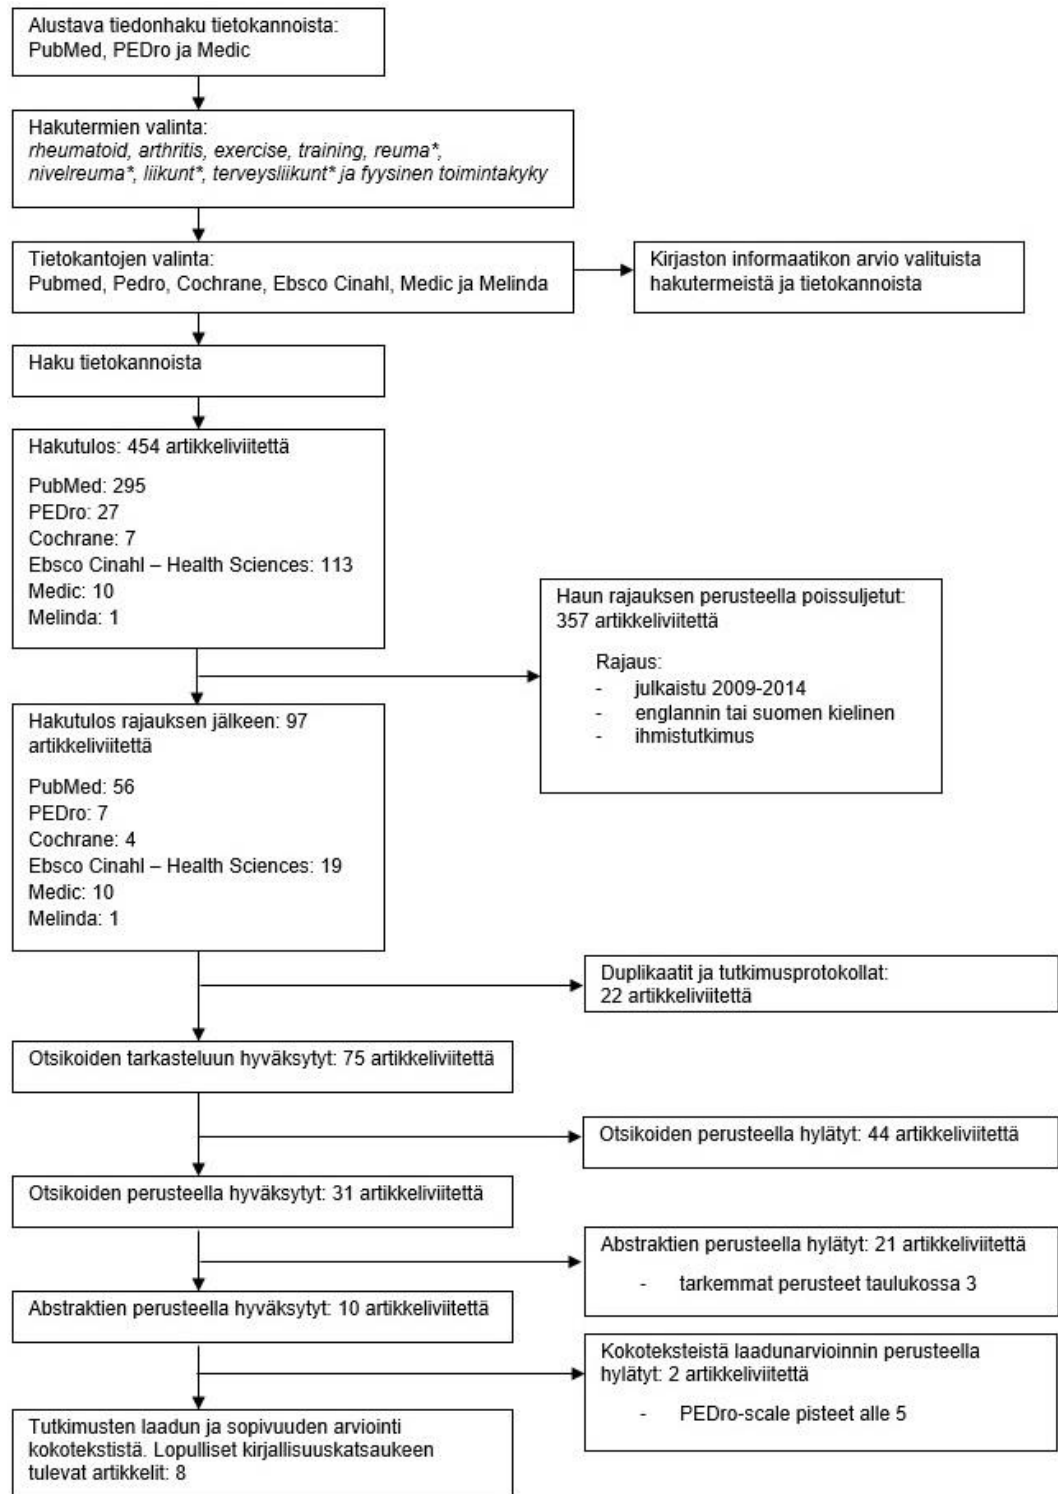 Alustava tiedonhaku tietokannoista:
PubMed, PEDro ja Medic
Hakutermien valinta:
rheumatoid, arthritis, exercise, training, reuma*,
nivelreuma*, liikunt*, terveysliikunt* ja fyysinen toimintakyky
Tietokantojen valinta:
Pubmed, Pedro, Cochrane, Ebsco Cinahl, Medic ja Melinda
Kirjaston informaatikon arvio valituista
hakutermeistä ja tietokannoista
Haku tietokannoista
Hakutulos: 454 artikkeliviitettä
PubMed: 295
PEDro: 27
Cochrane: 7
Ebsco Cinahl – Health Sciences: 113
Medic: 10
Melinda: 1
Haun rajauksen perusteella poissuljetut:
357 artikkeliviitettä
Rajaus:
- julkaistu 2009-2014
- englannin tai suomen kielinen
- ihmistutkimus
Hakutulos rajauksen jälkeen: 97
artikkeliviitettä
PubMed: 56
PEDro: 7
Cochrane: 4
Ebsco Cinahl – Health Sciences: 19
Medic: 10
Melinda: 1
Duplikaatit ja tutkimusprotokollat:
22 artikkeliviitettä
Otsikoiden tarkasteluun hyväksytyt: 75 artikkeliviitettä
Otsikoiden perusteella hylätyt: 44 artikkeliviitettä
Otsikoiden perusteella hyväksytyt: 31 artikkeliviitettä
Abstraktien perusteella hylätyt: 21 artikkeliviitettä
- tarkemmat perusteet taulukossa 3
Abstraktien perusteella hyväksytyt: 10 artikkeliviitettä
Kokoteksteistä laadunarvioinnin perusteella
hylätyt: 2 artikkeliviitettä
- PEDro-scale pisteet alle 5
Tutkimusten laadun ja sopivuuden arviointi
kokotekstistä. Lopulliset kirjallisuuskatsaukeen
tulevat artikkelit: 8